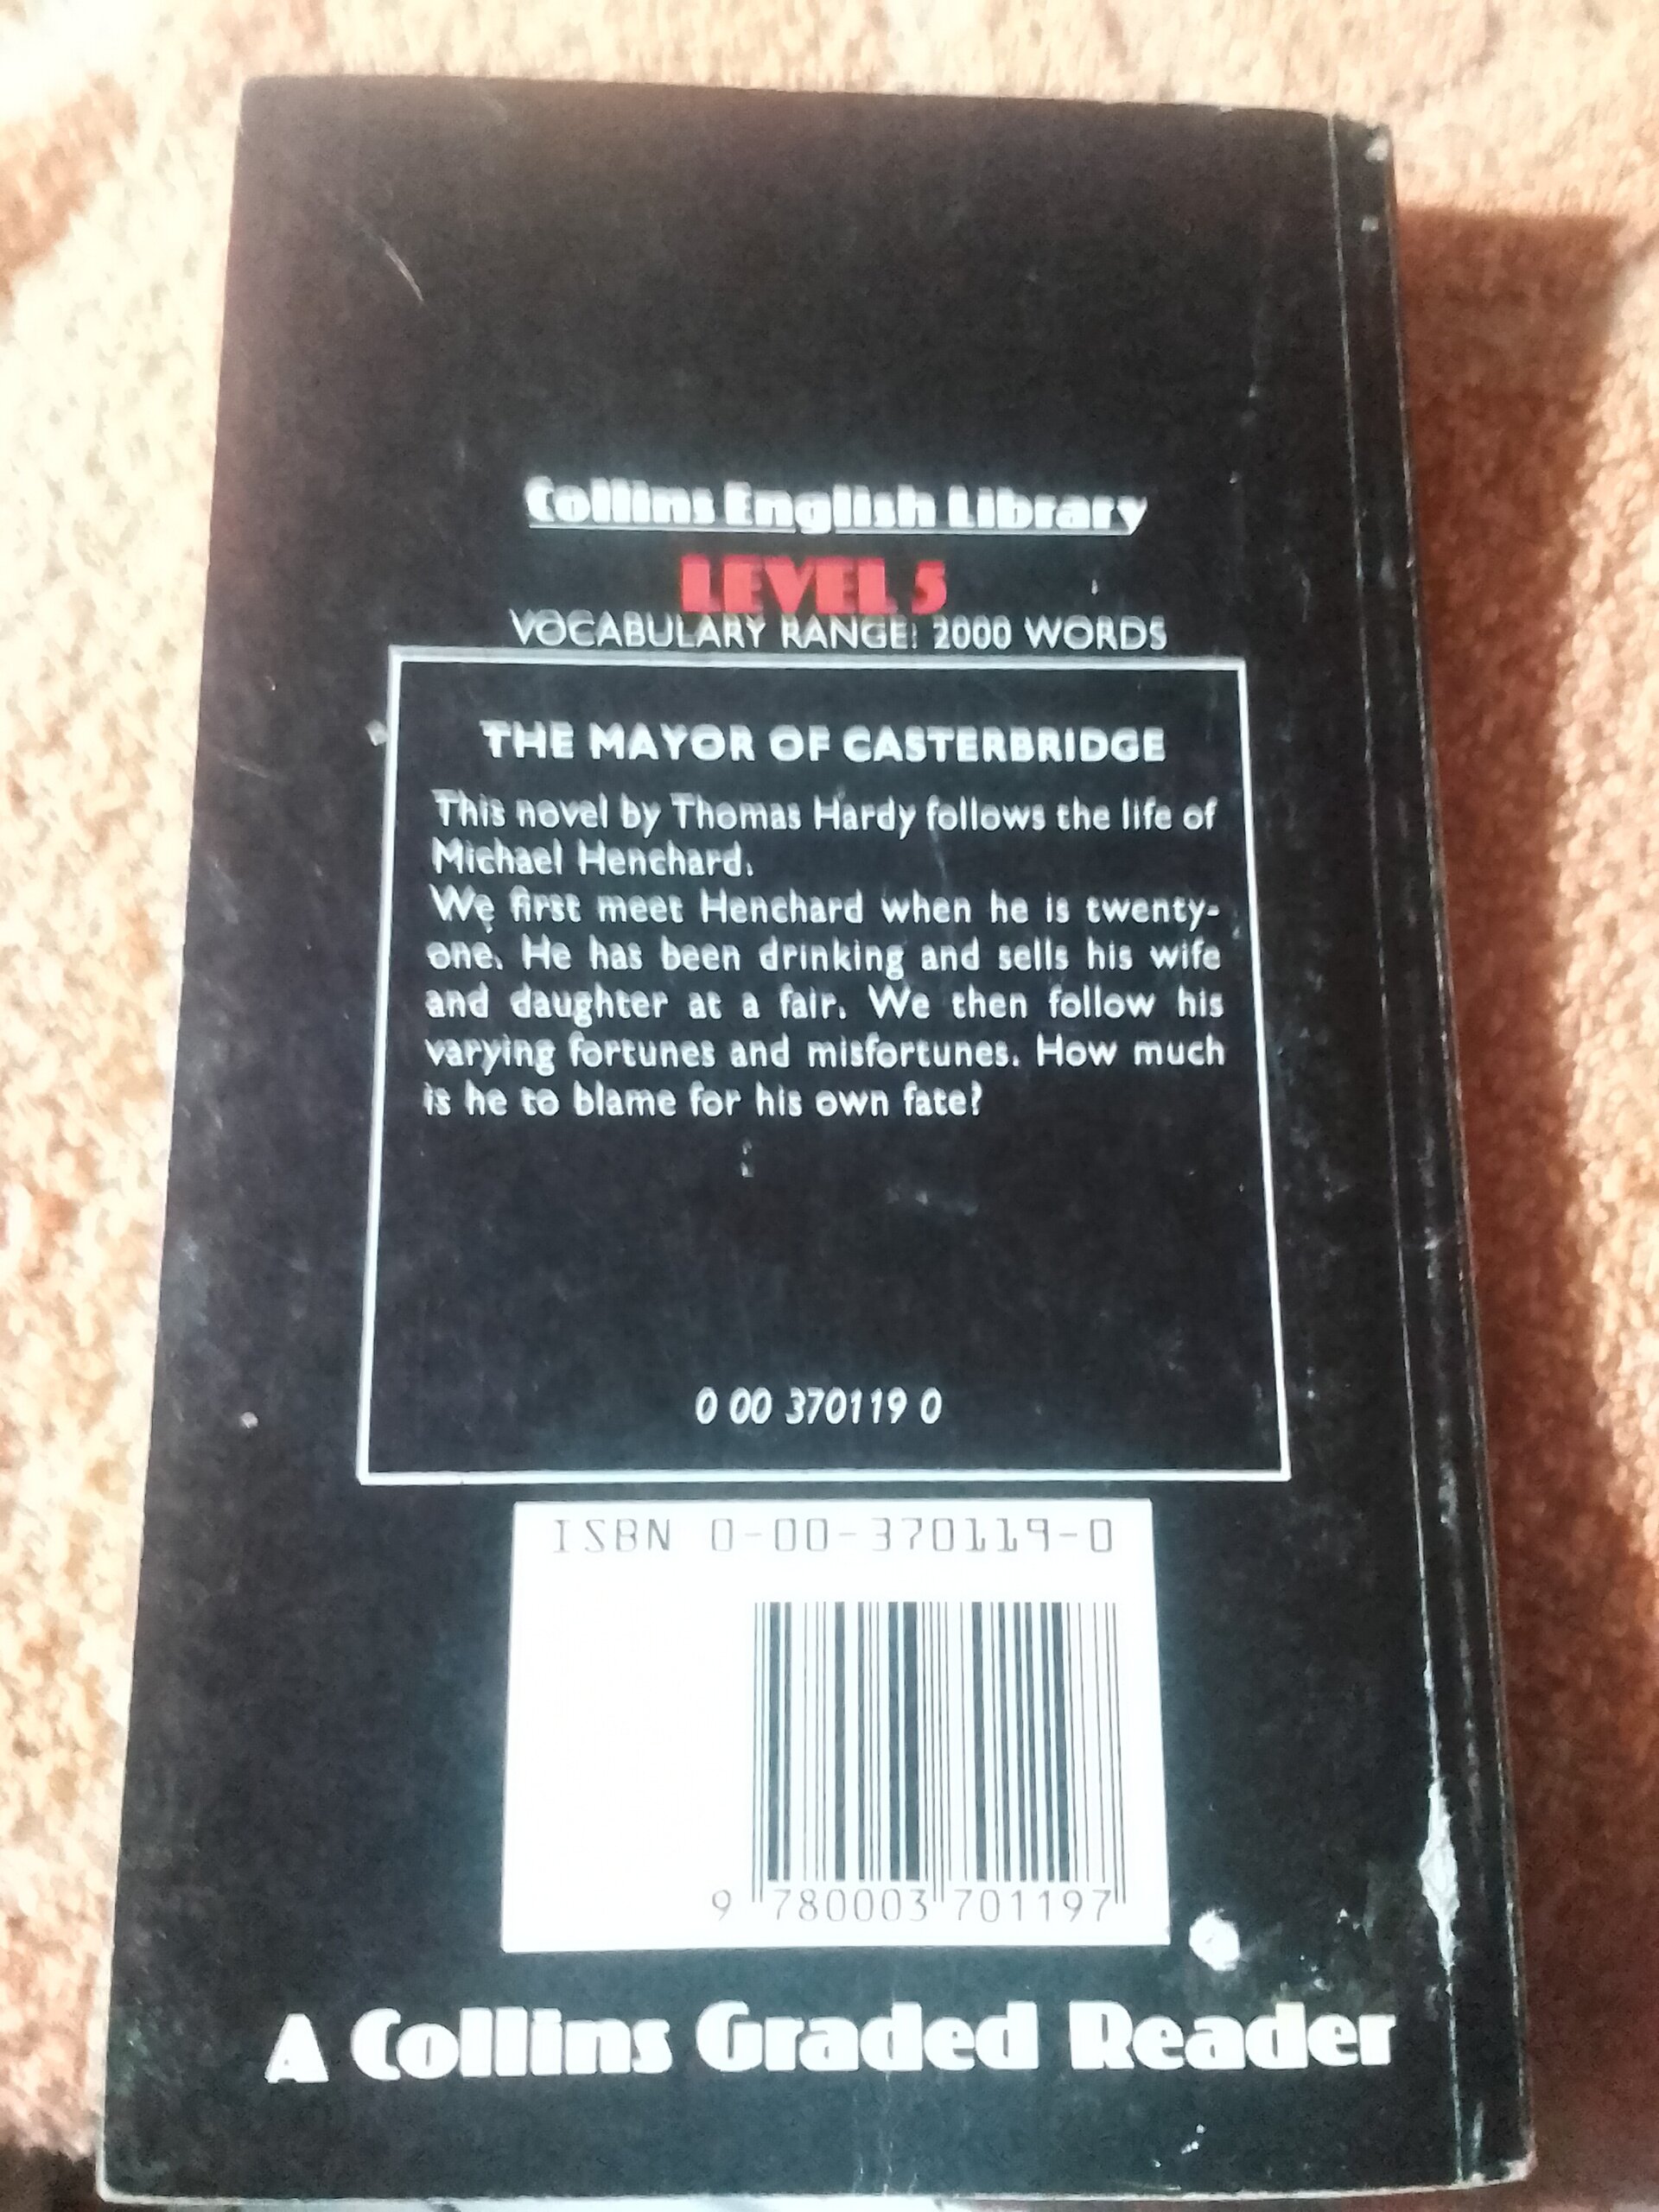 Collins English Library
LEVEL 5
VOCABULARY RANGE: 2000 WORDS
THE MAYOR OF CASTERBRIDGE
This novel by Thomas Hardy follows the life of
Michael Henchard.
We first meet Henchard when he is twenty-
one. He has been drinking and sells his wife
and daughter at a fair. We then follow his
varying fortunes and misfortunes. How much
is he to blame for his own fate?
0 00 370119 0
ISBN 0-00-370119-0
9 780003 701197
A Collins Graded Reader